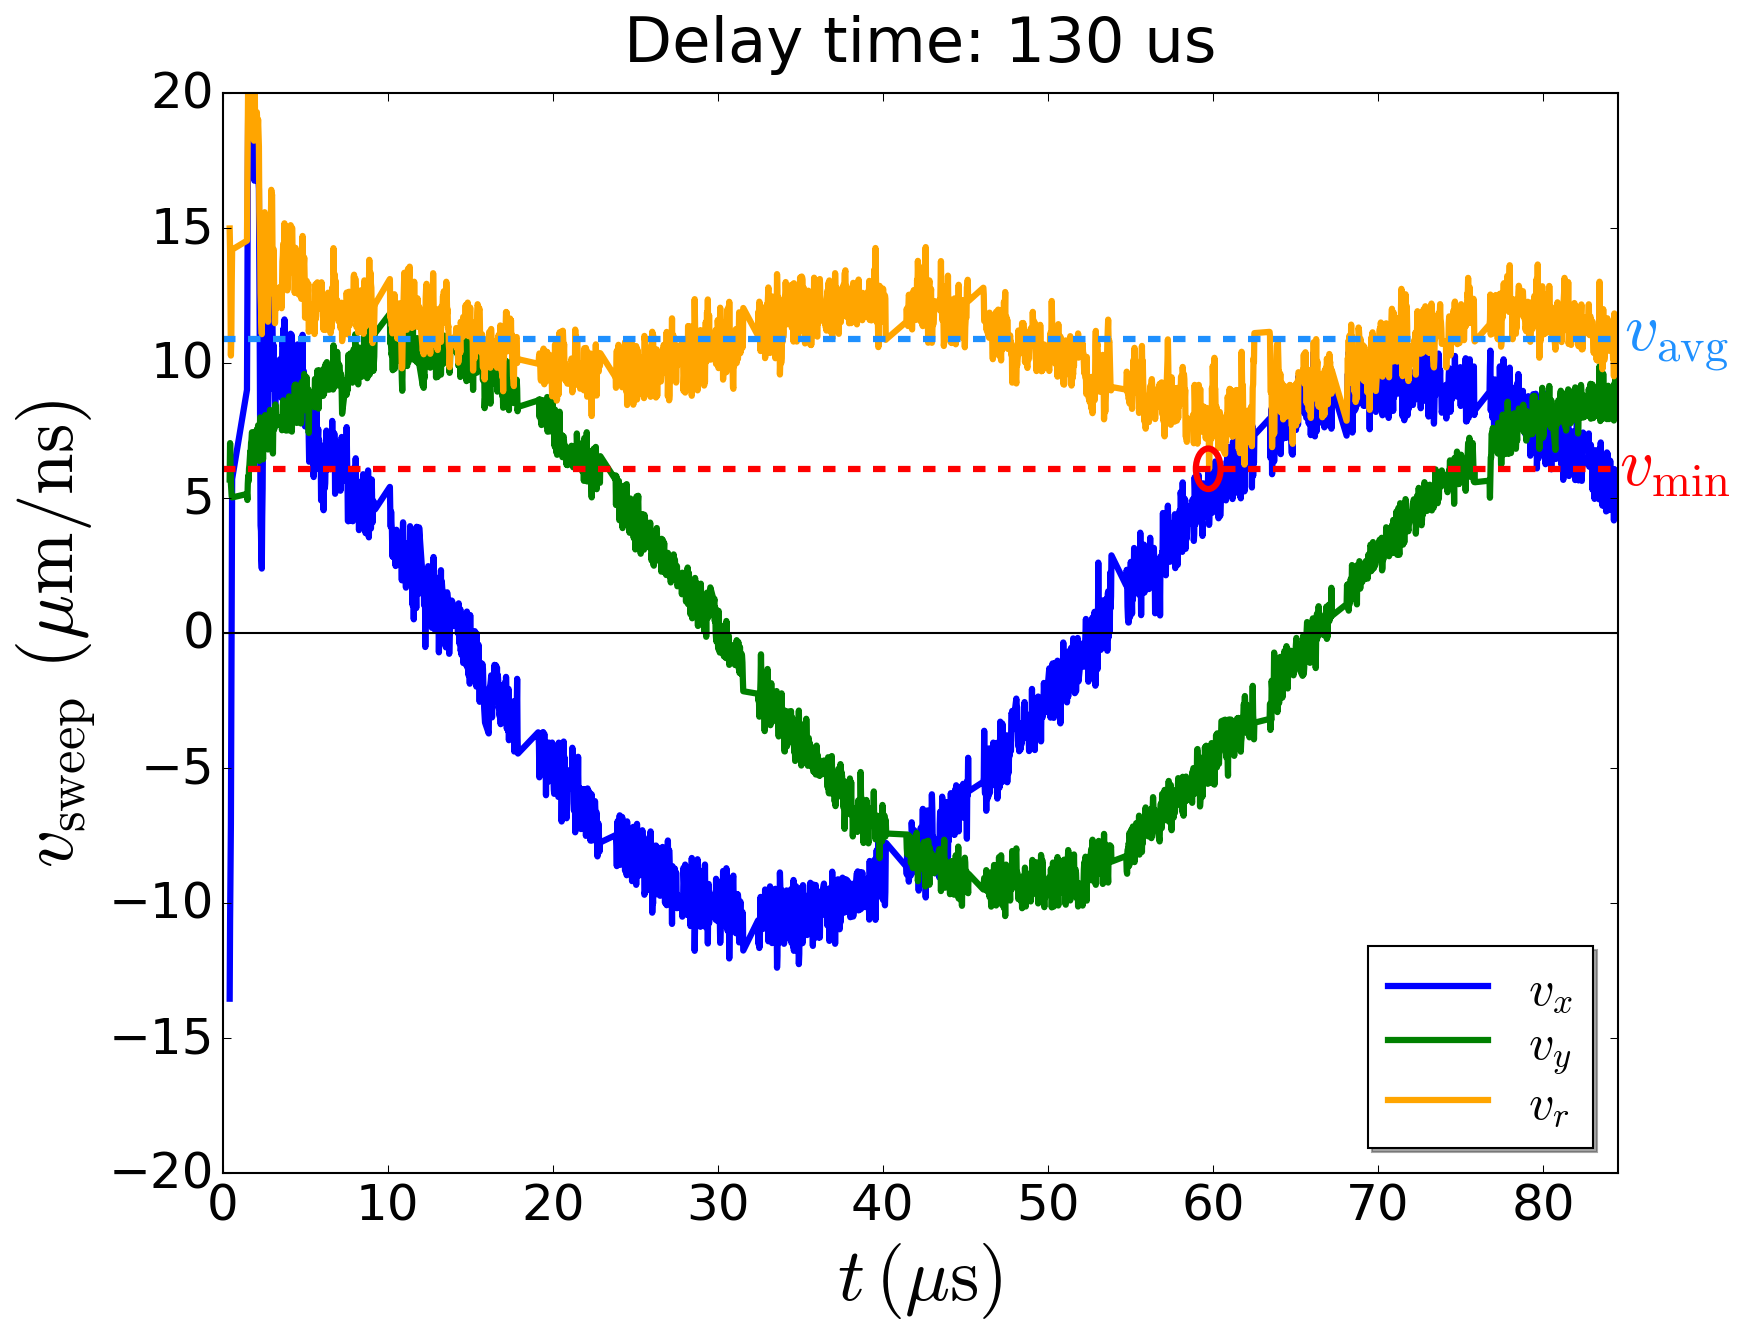 Delay time: 130 us
v_sweep (μm/ns)
20
15
10
5
0
−5
−10
−15
−20
v_avg
v_min
v_x
v_y
v_r
0 10 20 30 40 50 60 70 80
t (μs)